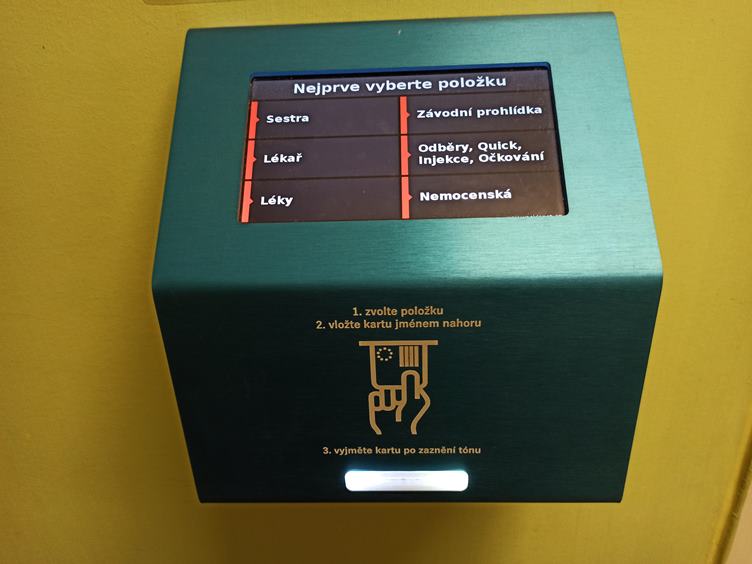 Nejprve vyberte položku
Sestra
Závodní prohlídka
Lékař
Odběry, Quick,
Injekce, Očkování
Léky
Nemocenská
1. zvolte položku
2. vložte kartu jménem nahoru
3. vyjměte kartu po zaznění tónu